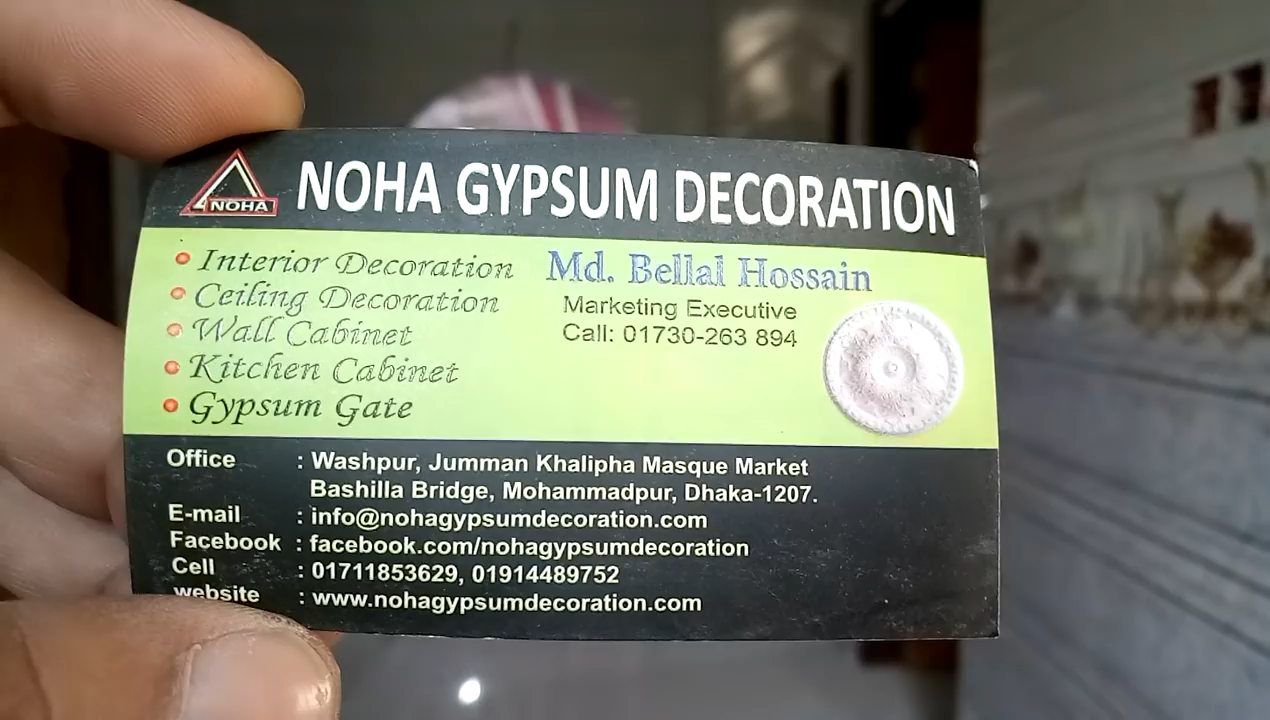 NOHA
NOHA GYPSUM DECORATION
Interior Decoration
Ceiling Decoration
Wall Cabinet
Kitchen Cabinet
Gypsum Gate
Md. Bellal Hossain
Marketing Executive
Call: 01730-263 894
Office : Washpur, Jumman Khalipha Masque Market
Bashilla Bridge, Mohammadpur, Dhaka-1207.
E-mail : info@nohagypsumdecoration.com
Facebook : facebook.com/nohagypsumdecoration
Cell : 01711853629, 01914489752
website : www.nohagypsumdecoration.com